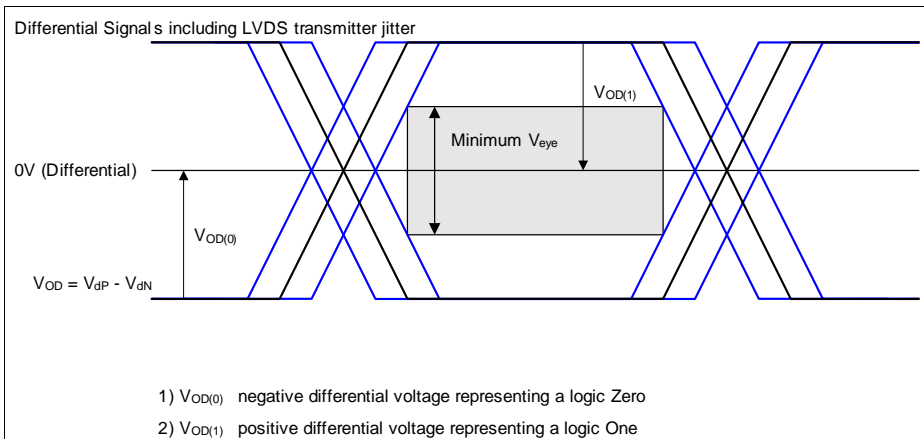 Differential Signals including LVDS transmitter jitter
VOD(1)
Minimum Veye
0V (Differential)
VOD(0)
VOD = VdP - VdN
1) VOD(0) negative differential voltage representing a logic Zero
2) VOD(1) positive differential voltage representing a logic One